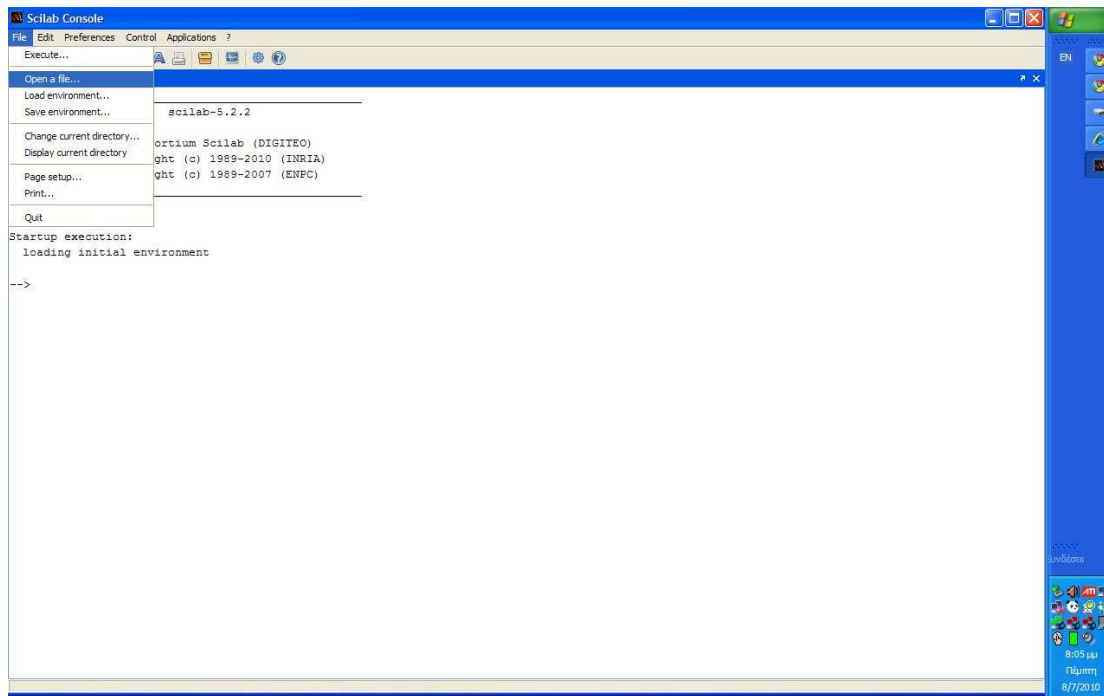 Scilab Console
File Edit Preferences Control Applications ?
Execute...
Open a file...
Load environment...
Save environment...
Change current directory...
Display current directory
Page setup...
Print...
Quit
scilab-5.2.2
ortium Scilab (DIGITEO)
ght (c) 1989-2010 (INRIA)
ght (c) 1989-2007 (ENPC)
Startup execution:
loading initial environment
-->
EN
υνδέσεις
ATI
8:05 μμ
Πέμπτη
8/7/2010